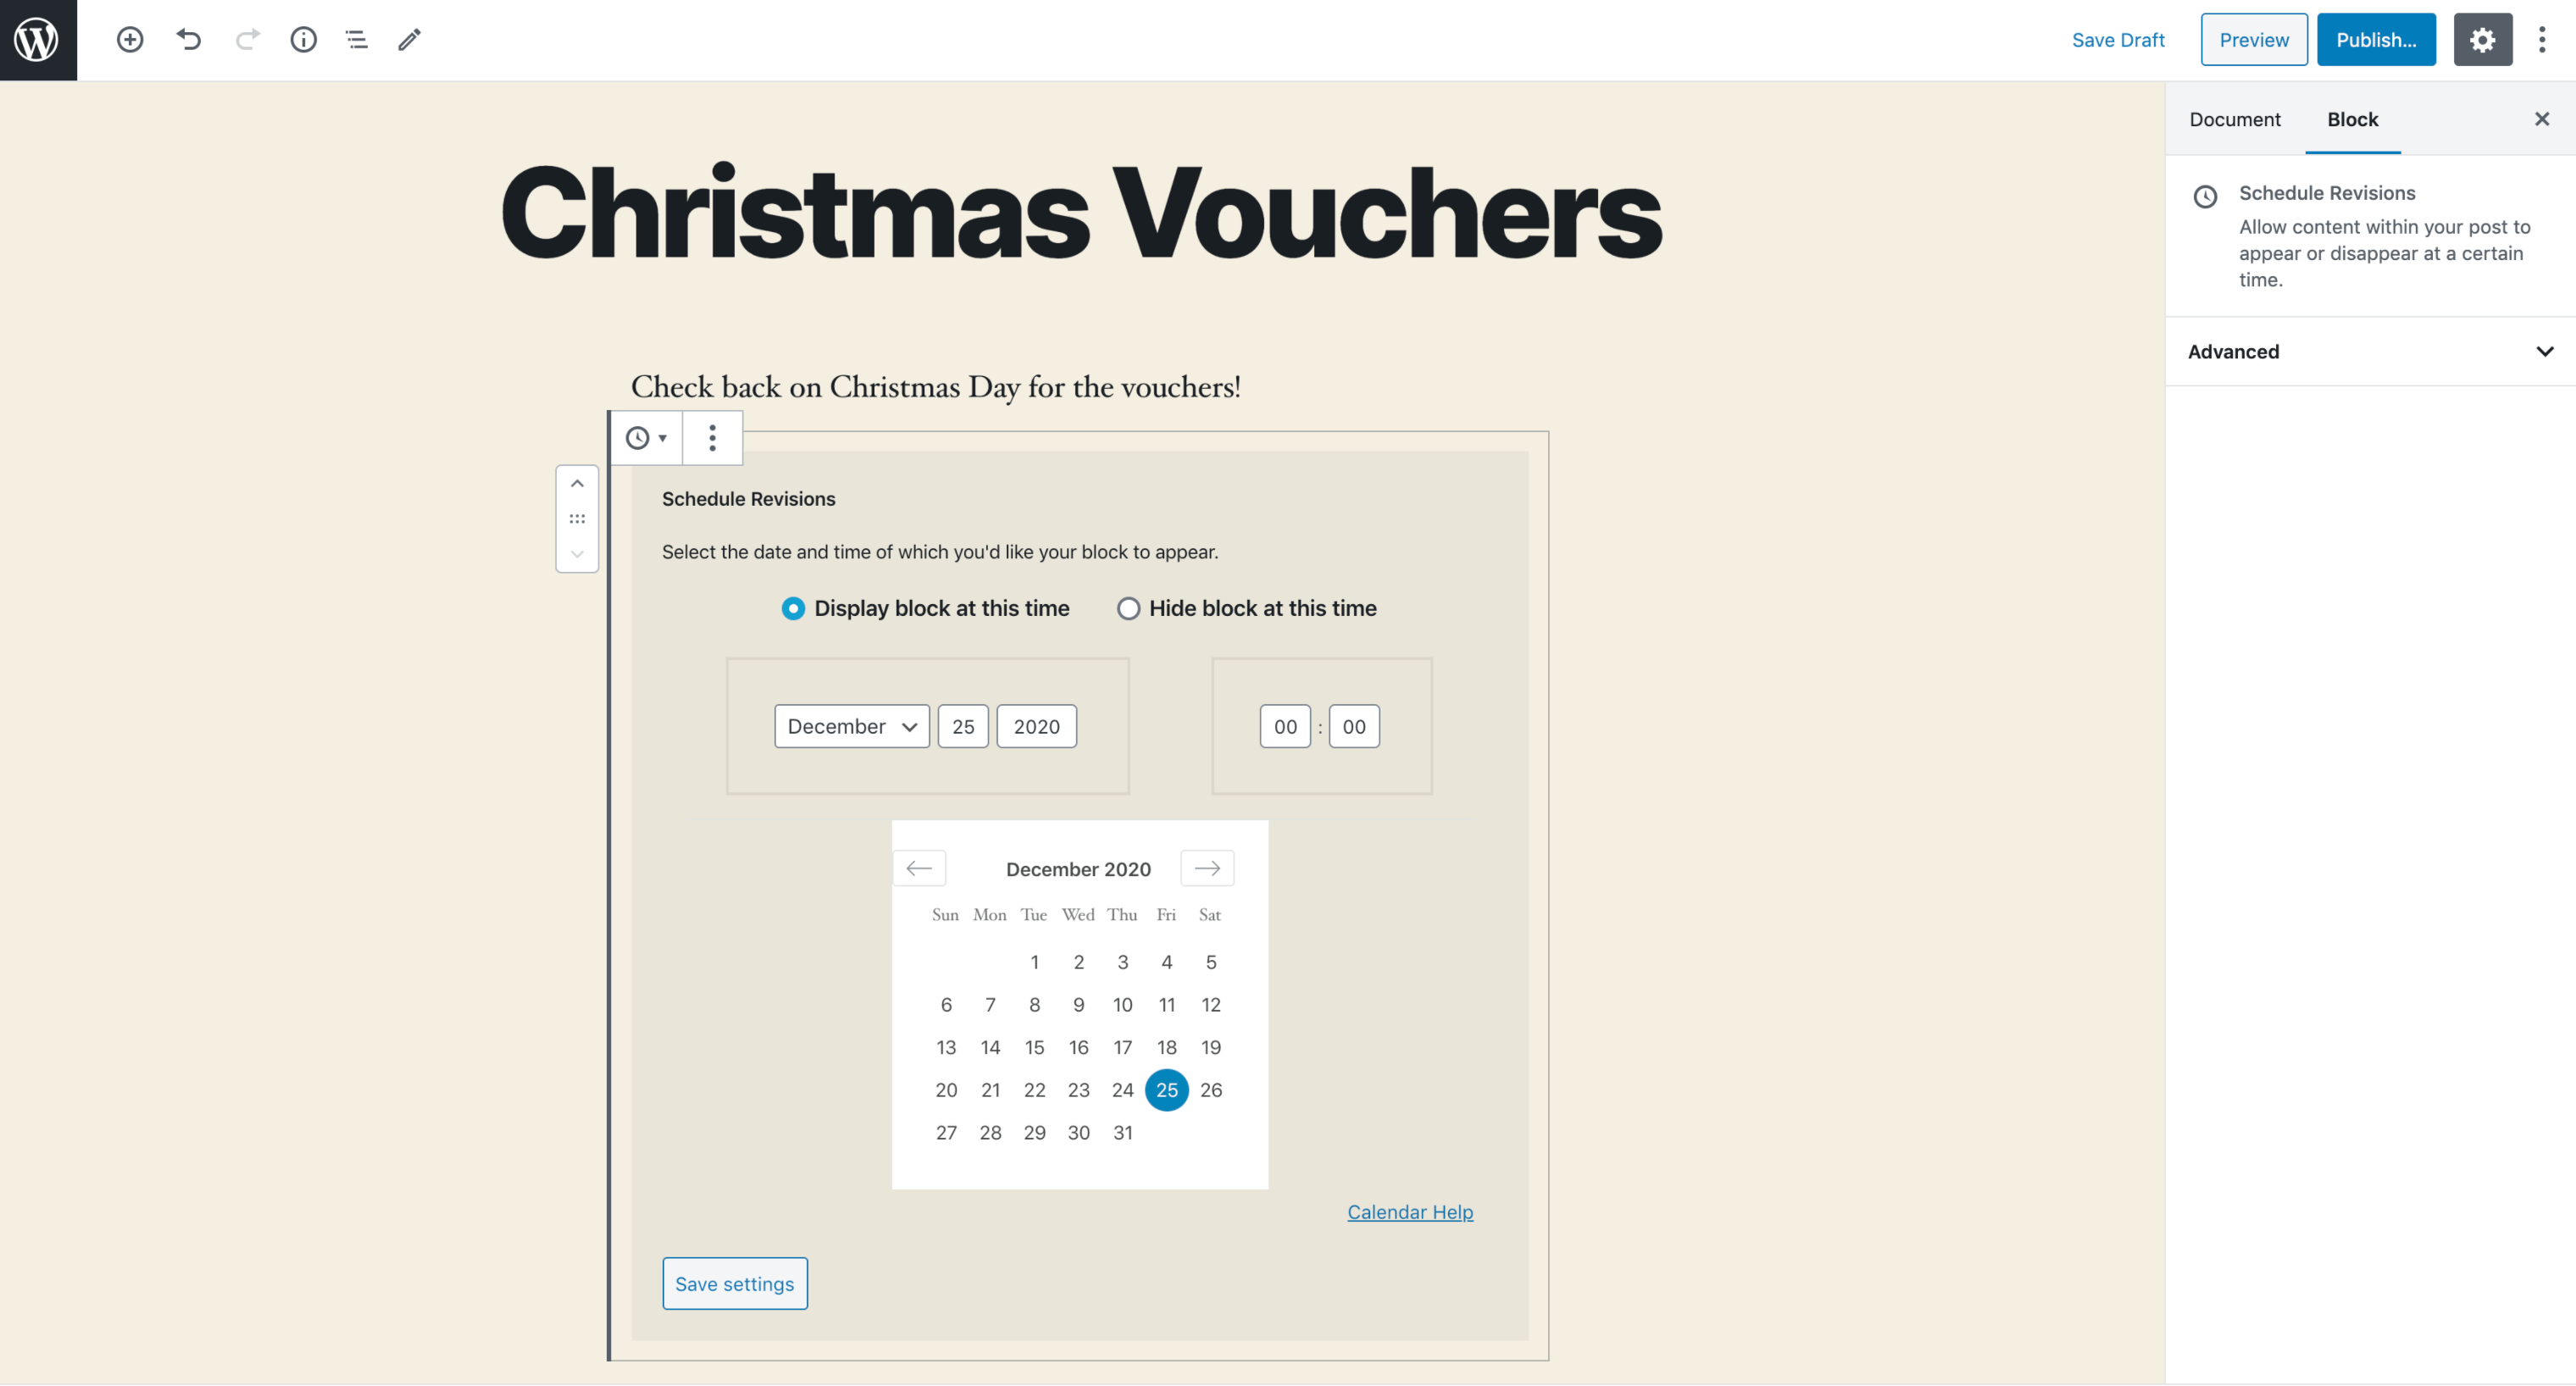 Save Draft Preview Publish...
Document Block
Christmas Vouchers
Schedule Revisions
Allow content within your post to
appear or disappear at a certain
time.
Advanced
Check back on Christmas Day for the vouchers!
Schedule Revisions
Select the date and time of which you'd like your block to appear.
Display block at this time Hide block at this time
December 25 2020 00 : 00
December 2020
Sun Mon Tue Wed Thu Fri Sat
1 2 3 4 5
6 7 8 9 10 11 12
13 14 15 16 17 18 19
20 21 22 23 24 25 26
27 28 29 30 31
Calendar Help
Save settings